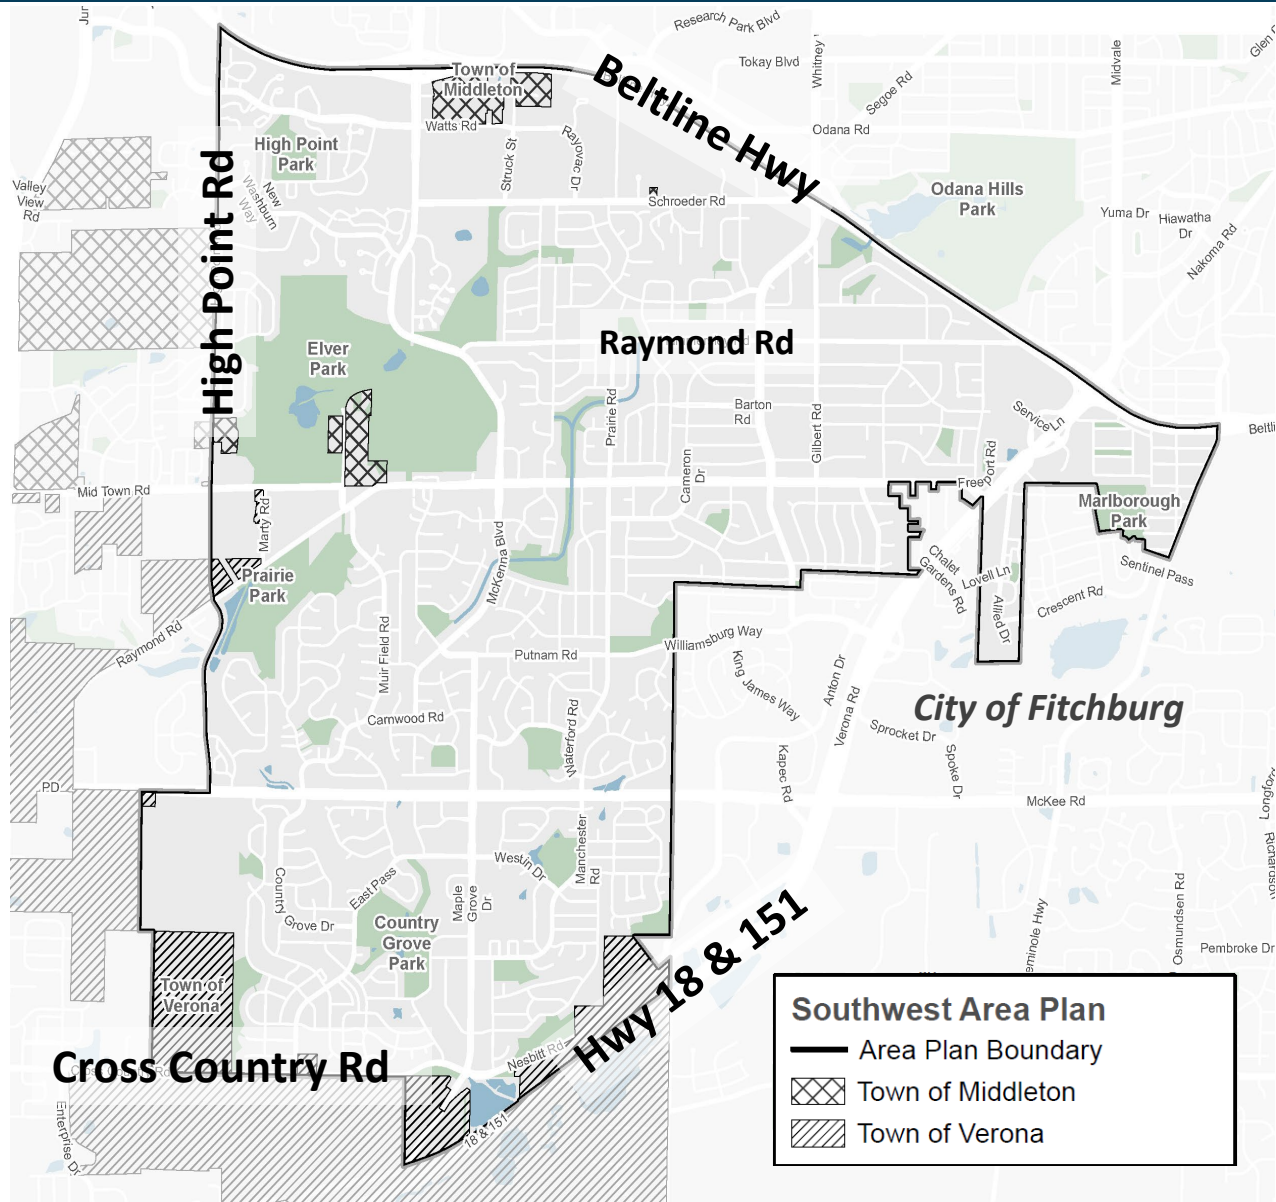 Jun
Research Park Blvd
Whitney
Tokay Blvd
Midvale
Glen
Segoe Rd
Beltline Hwy
Town of
Middleton
Watts Rd
Struck St
Rayovac Dr
Odana Rd
High Point
Park
High Point Rd
New
Washburn
Way
Valley
View
Rd
Schroeder Rd
Odana Hills
Park
Yuma Dr
Hiawatha
Dr
Nakoma Rd
Elver
Park
Raymond Rd
Prairie Rd
Barton
Rd
Gilbert Rd
Service Ln
Beltli
Cameron
Dr
Mid Town Rd
Marty Rd
Freeport Rd
Marlborough
Park
McKenna Blvd
Chalet
Gardens Rd
Lovell Ln
Allied Dr
Crescent Rd
Sentinel Pass
Prairie
Park
Raymond Rd
Muir Field Rd
Putnam Rd
Williamsburg Way
King James Way
Anton Dr
Verona Rd
City of Fitchburg
Carnwood Rd
Waterford Rd
Sprocket Dr
Spoke Dr
Kapec Rd
PD
McKee Rd
Longford
Richardson
Manchester
Rd
Westin Dr
East Pass
Country
Grove Dr
Maple
Grove
Dr
Country
Grove
Park
Osmundsen Rd
eminole Hwy
Pembroke Dr
Town of
Verona
Hwy 18 & 151
Nesbitt Rd
Cross Country Rd
18 & 151
Enterprise Dr
Southwest Area Plan
Area Plan Boundary
Town of Middleton
Town of Verona